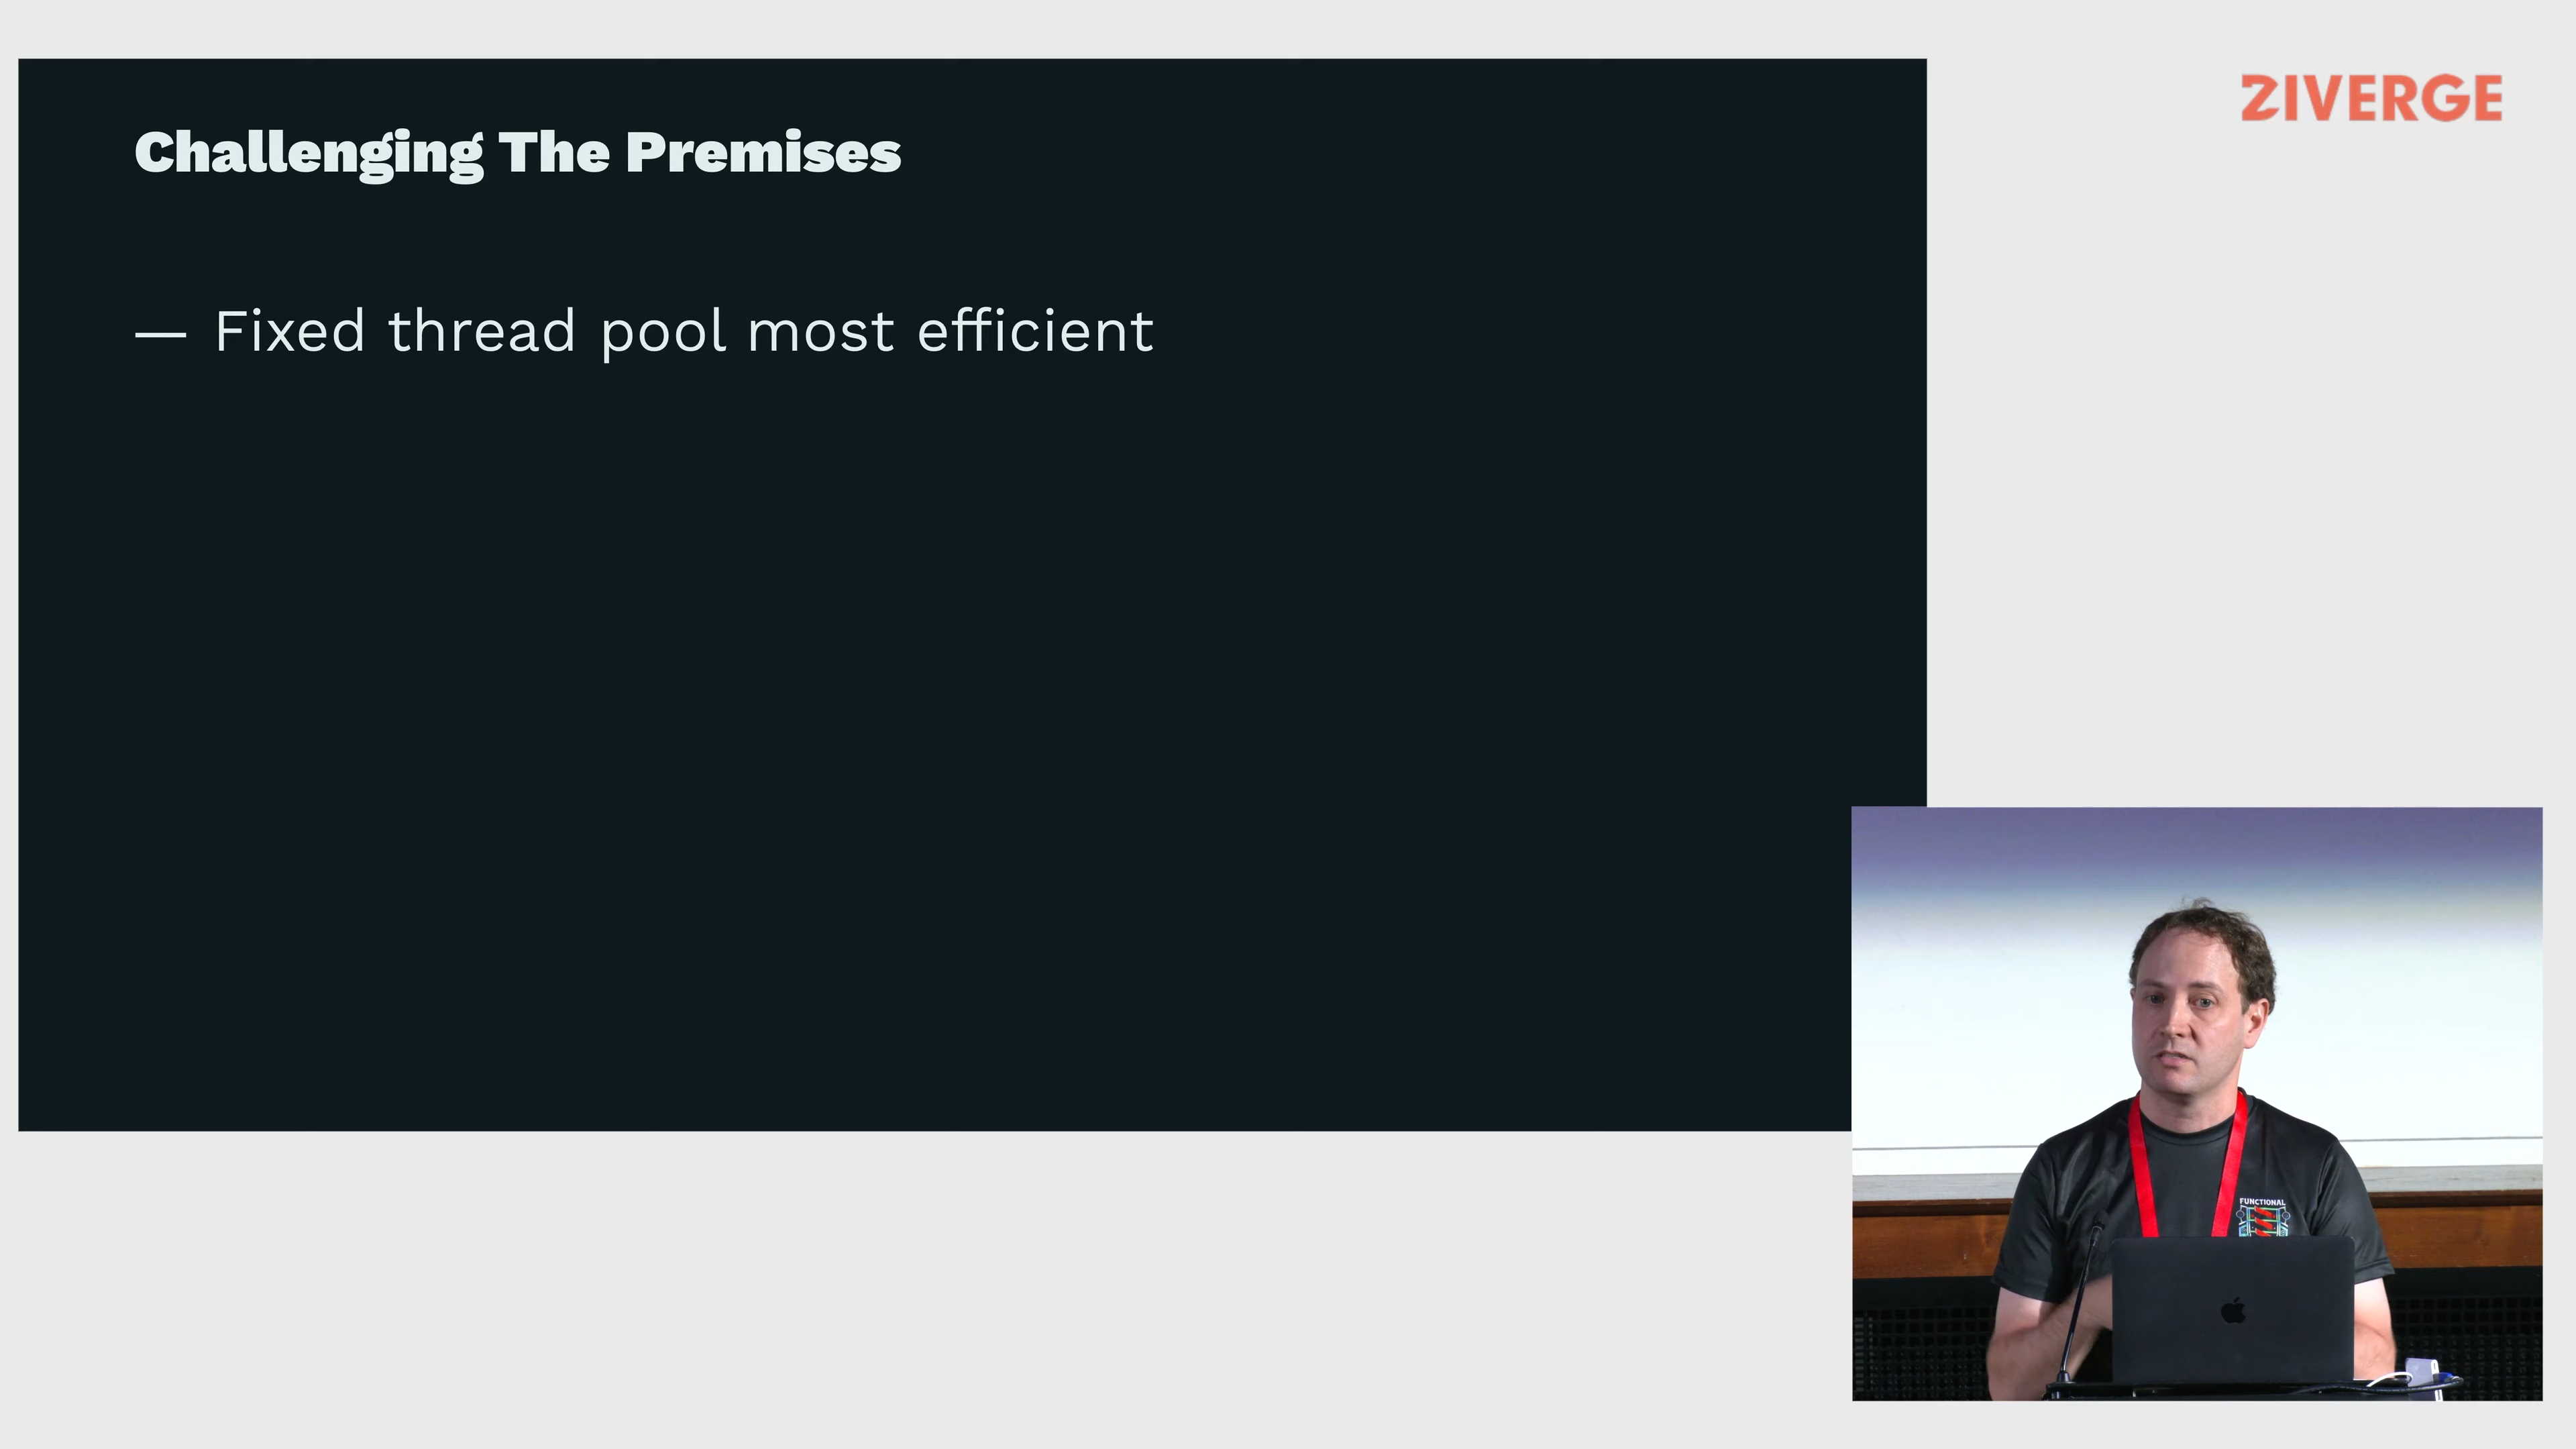 Challenging The Premises
— Fixed thread pool most efficient
ZIVERGE
FUNCTIONAL